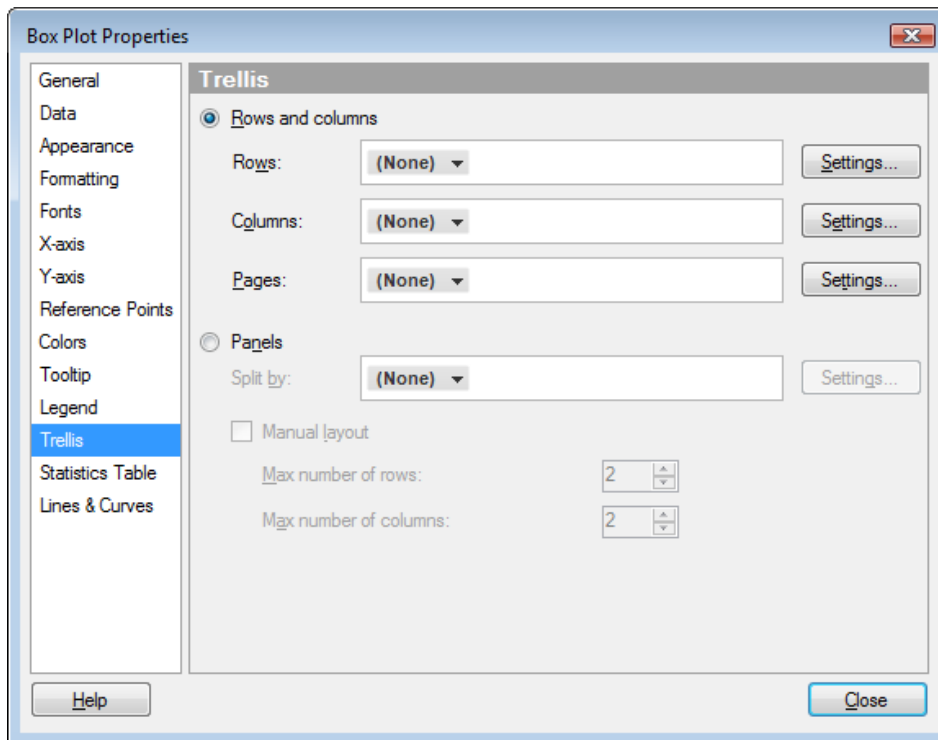 Box Plot Properties
General
Data
Appearance
Formatting
Fonts
X-axis
Y-axis
Reference Points
Colors
Tooltip
Legend
Trellis
Statistics Table
Lines & Curves
Trellis
Rows and columns
Rows: (None) Settings...
Columns: (None) Settings...
Pages: (None) Settings...
Panels
Split by: (None) Settings...
Manual layout
Max number of rows: 2
Max number of columns: 2
Help Close